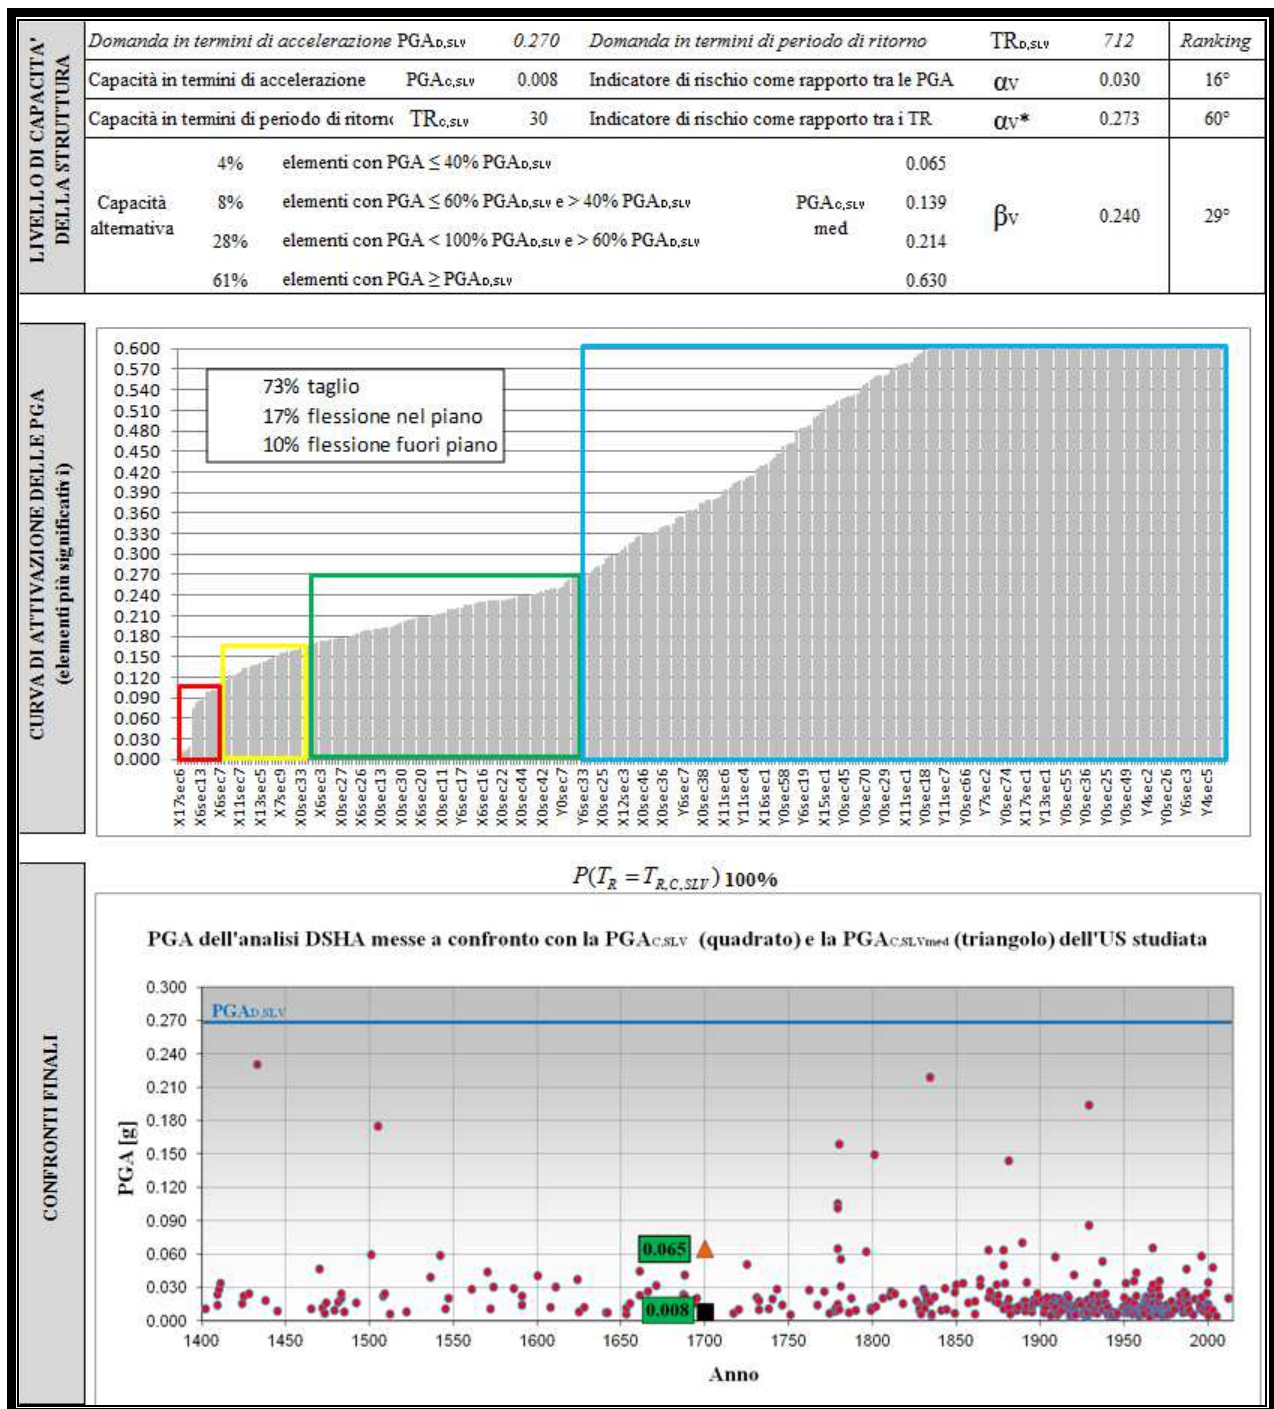 LIVELLO DI CAPACITA'
DELLA STRUTTURA
Domanda in termini di accelerazione PGAD,SLV 0.270 Domanda in termini di periodo di ritorno TRD,SLV 712 Ranking
Capacità in termini di accelerazione PGAC,SLV 0.008 Indicatore di rischio come rapporto tra le PGA αV 0.030 16°
Capacità in termini di periodo di ritorno TRC,SLV 30 Indicatore di rischio come rapporto tra i TR αV* 0.273 60°
Capacità
alternativa
4% elementi con PGA ≤ 40% PGAD,SLV 0.065
8% elementi con PGA ≤ 60% PGAD,SLV e > 40% PGAD,SLV 0.139
28% elementi con PGA < 100% PGAD,SLV e > 60% PGAD,SLV 0.214
61% elementi con PGA ≥ PGAD,SLV 0.630
PGAC,SLV
med
βV 0.240 29°
CURVA DI ATTIVAZIONE DELLE PGA
(elementi più significativi)
0.600
0.570
0.540
0.510
0.480
0.450
0.420
0.390
0.360
0.330
0.300
0.270
0.240
0.210
0.180
0.150
0.120
0.090
0.060
0.030
0.000
73% taglio
17% flessione nel piano
10% flessione fuori piano
X17sec6
X6sec13
X6sec7
X11sec7
X13sec5
X77sec9
X0sec33
X6sec3
X0sec27
X6sec26
X0sec13
X0sec30
X6sec20
X0sec11
Y6sec17
X6sec16
X0sec22
X0sec44
X0sec42
Y0sec7
Y6sec33
X0sec25
X12sec3
X0sec46
X0sec36
Y6sec7
X0sec38
X11sec6
Y11sec4
X16sec1
Y0sec58
Y6sec19
X15sec1
Y0sec45
Y0sec70
Y0sec29
X11sec1
Y0sec18
Y11sec7
Y0sec66
Y77sec2
Y0sec74
X17sec1
Y13sec1
Y0sec55
Y0sec36
Y0sec25
Y0sec49
Y4sec2
Y0sec26
Y6sec3
Y4sec5
CONFRONTI FINALI
P(TR = TR,C,SLV) 100%
PGA dell'analisi DSHA messe a confronto con la PGAC,SLV (quadrato) e la PGAC,SLVmed (triangolo) dell'US studiata
PGA [g]
0.300
0.270
0.240
0.210
0.180
0.150
0.120
0.090
0.060
0.030
0.000
PGAD,SLV
0.065
0.008
1400 1450 1500 1550 1600 1650 1700 1750 1800 1850 1900 1950 2000
Anno